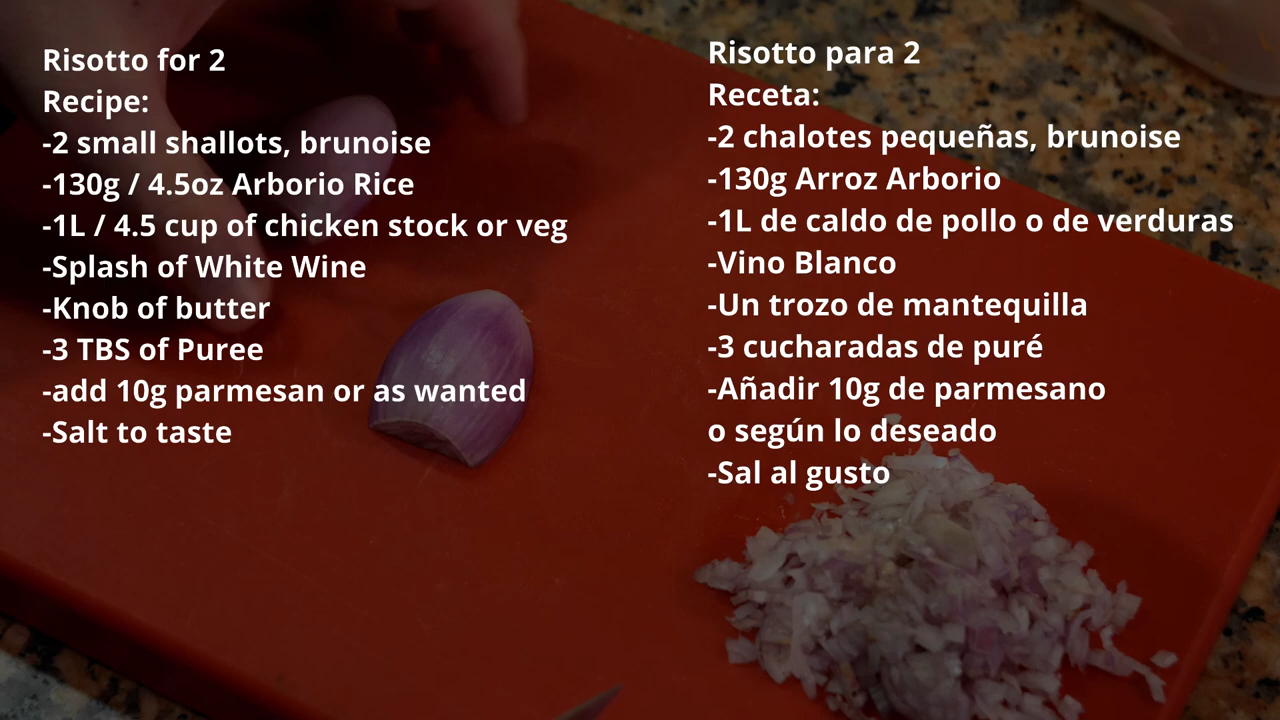 Risotto for 2
Recipe:
-2 small shallots, brunoise
-130g / 4.5oz Arborio Rice
-1L / 4.5 cup of chicken stock or veg
-Splash of White Wine
-Knob of butter
-3 TBS of Puree
-add 10g parmesan or as wanted
-Salt to taste
Risotto para 2
Receta:
-2 chalotes pequeñas, brunoise
-130g Arroz Arborio
-1L de caldo de pollo o de verduras
-Vino Blanco
-Un trozo de mantequilla
-3 cucharadas de puré
-Añadir 10g de parmesano
o según lo deseado
-Sal al gusto